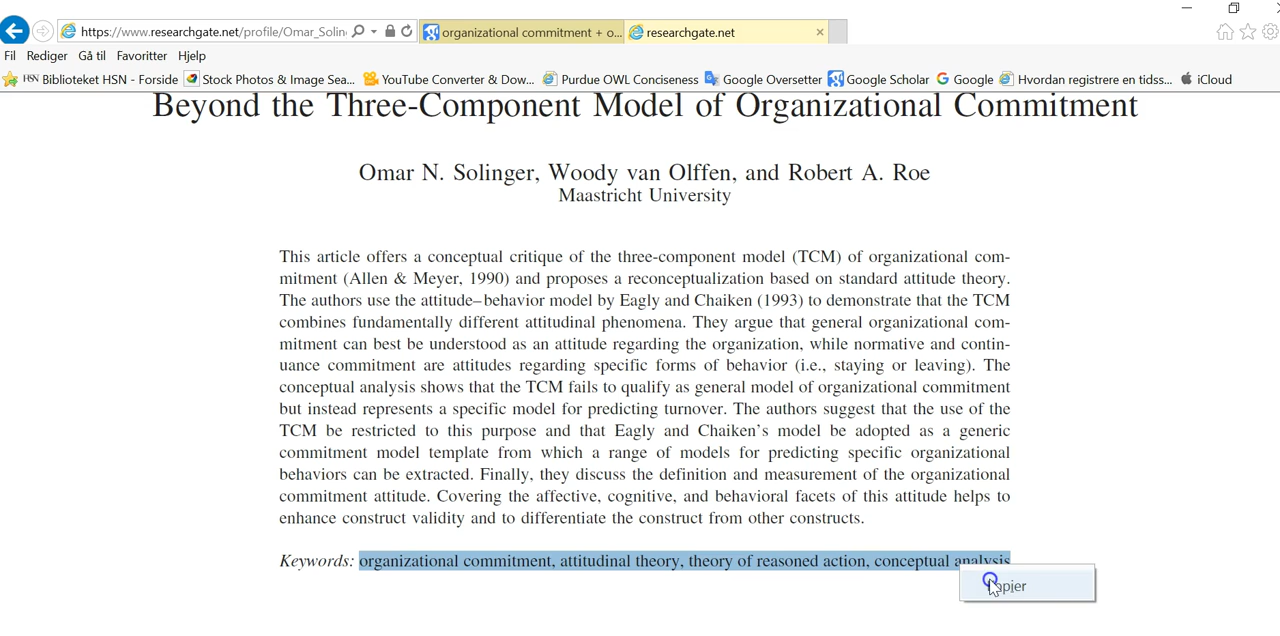 https://www.researchgate.net/profile/Omar_Solin
organizational commitment + o...
researchgate.net
Fil Rediger Gå til Favoritter Hjelp
HSN Biblioteket HSN - Forside Stock Photos & Image Sea... YouTube Converter & Dow... Purdue OWL Conciseness Google Oversetter Google Scholar Google Hvordan registrere en tidss... iCloud
Beyond the Three-Component Model of Organizational Commitment
Omar N. Solinger, Woody van Olffen, and Robert A. Roe
Maastricht University
This article offers a conceptual critique of the three-component model (TCM) of organizational com-
mitment (Allen & Meyer, 1990) and proposes a reconceptualization based on standard attitude theory.
The authors use the attitude–behavior model by Eagly and Chaiken (1993) to demonstrate that the TCM
combines fundamentally different attitudinal phenomena. They argue that general organizational com-
mitment can best be understood as an attitude regarding the organization, while normative and contin-
uance commitment are attitudes regarding specific forms of behavior (i.e., staying or leaving). The
conceptual analysis shows that the TCM fails to qualify as general model of organizational commitment
but instead represents a specific model for predicting turnover. The authors suggest that the use of the
TCM be restricted to this purpose and that Eagly and Chaiken's model be adopted as a generic
commitment model template from which a range of models for predicting specific organizational
behaviors can be extracted. Finally, they discuss the definition and measurement of the organizational
commitment attitude. Covering the affective, cognitive, and behavioral facets of this attitude helps to
enhance construct validity and to differentiate the construct from other constructs.
Keywords: organizational commitment, attitudinal theory, theory of reasoned action, conceptual analysis